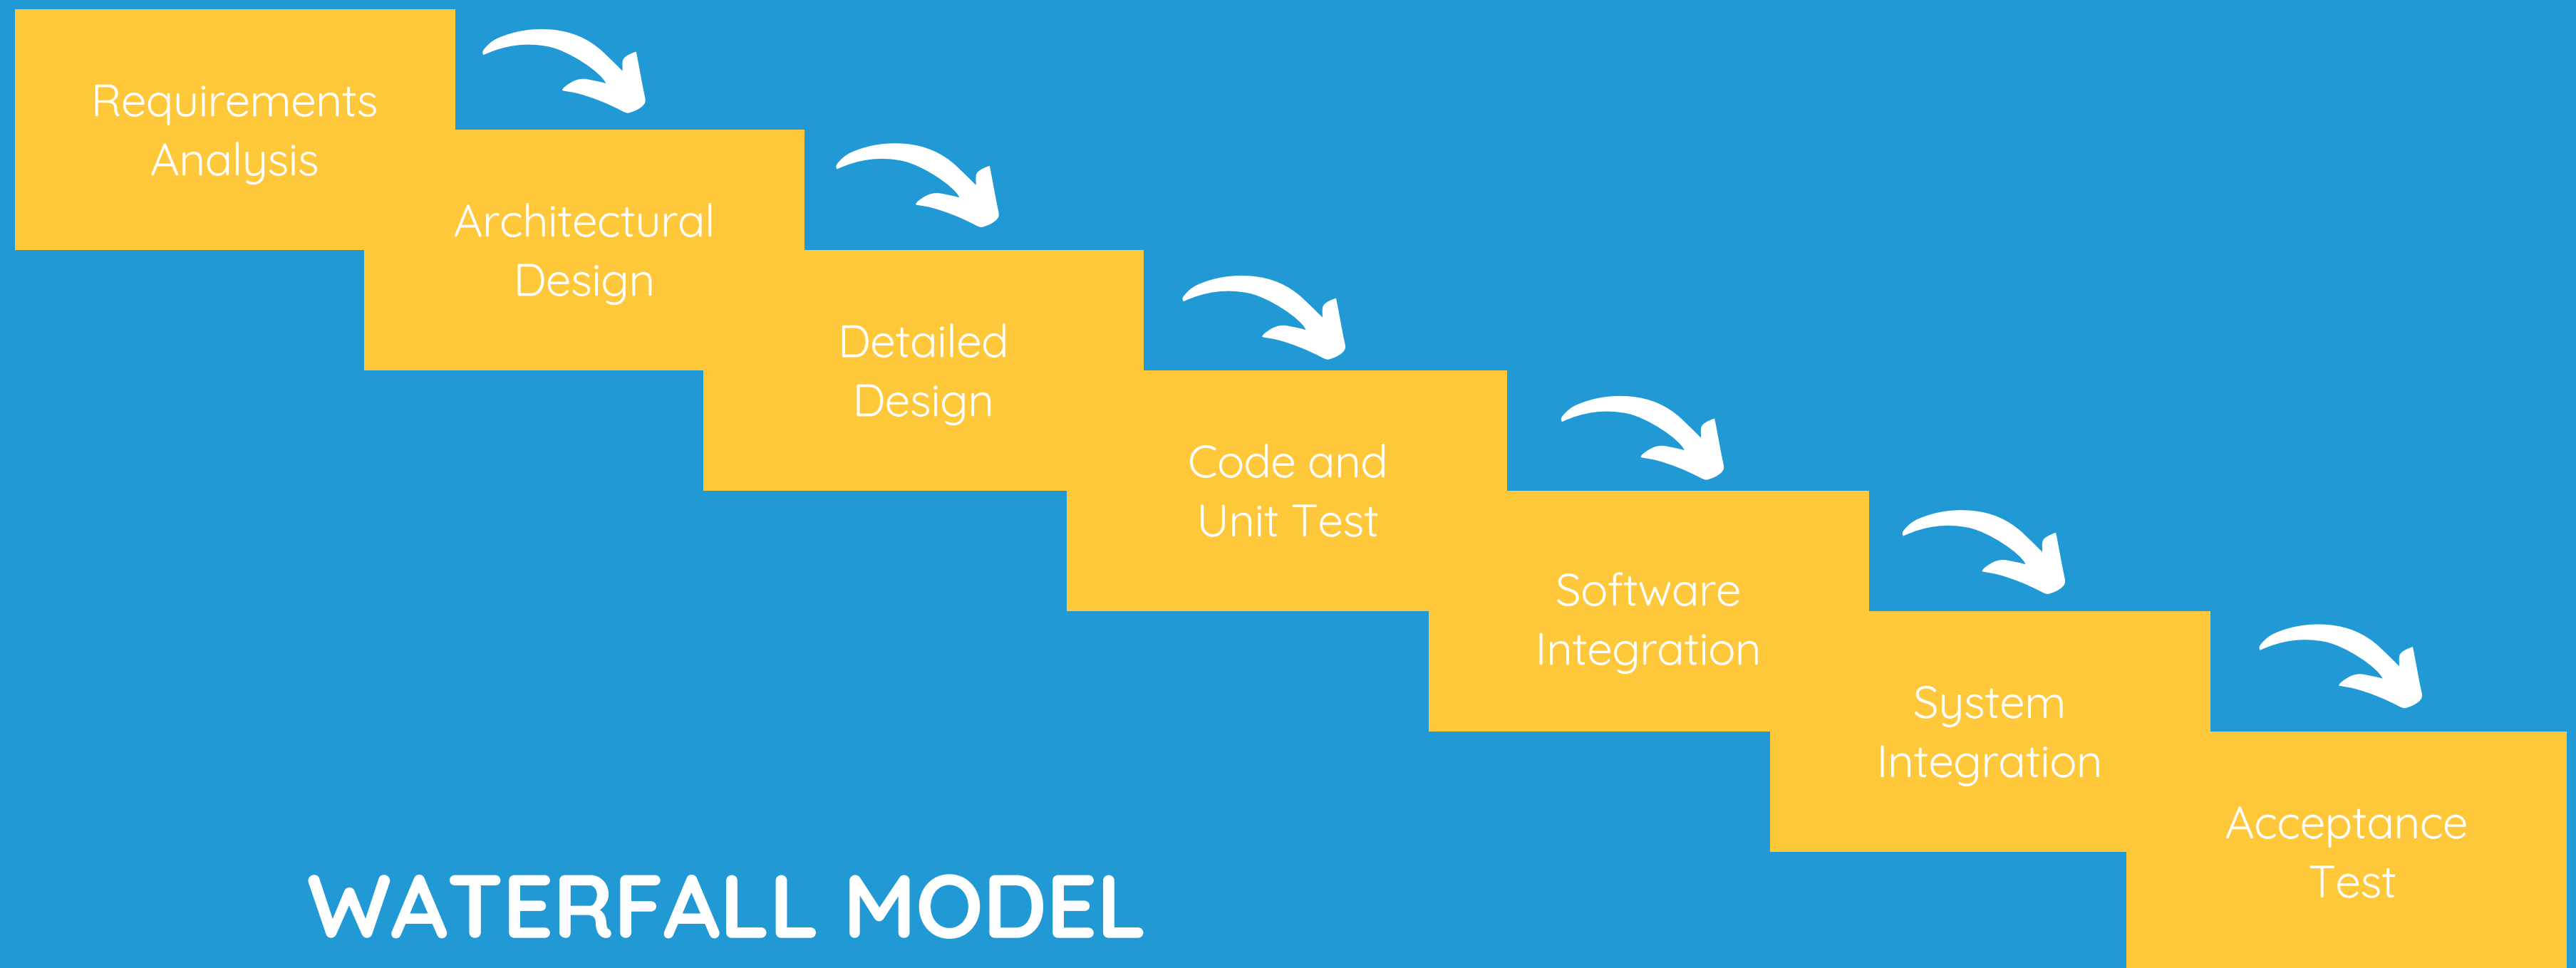 Requirements
Analysis
Architectural
Design
Detailed
Design
Code and
Unit Test
Software
Integration
System
Integration
Acceptance
Test
WATERFALL MODEL